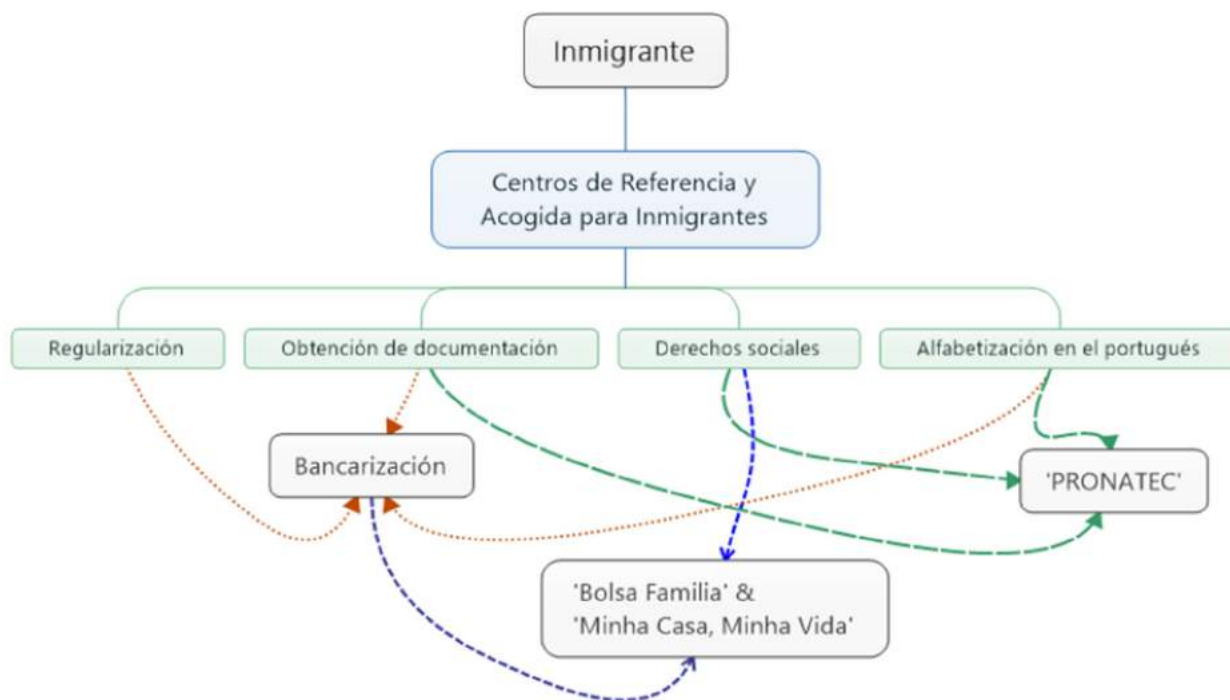 Inmigrante
Centros de Referencia y
Acogida para Inmigrantes
Regularización
Obtención de documentación
Derechos sociales
Alfabetización en el portugués
Bancarización
'PRONATEC'
'Bolsa Familia' &
'Minha Casa, Minha Vida'